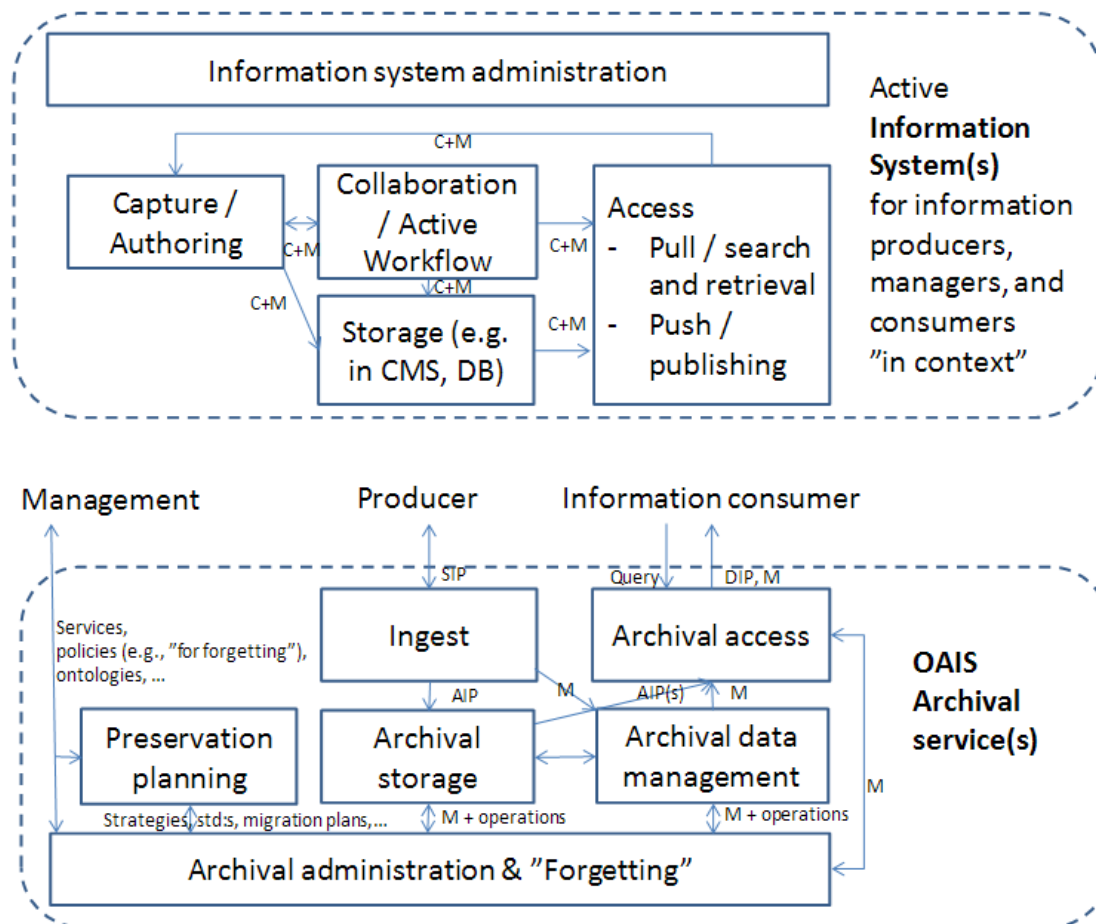 Information system administration
Active
Information
System(s)
for information
producers,
managers, and
consumers
”in context”
C+M
Capture /
Authoring
C+M
Collaboration
/ Active
Workflow
C+M
Access
- Pull / search
and retrieval
- Push /
publishing
C+M
C+M
Storage (e.g.
in CMS, DB)
C+M
Management
Producer
Information consumer
SIP
Query
DIP, M
Services,
policies (e.g., ”for forgetting”),
ontologies, ...
Ingest
Archival access
OAIS
Archival
service(s)
AIP
M
AIP(s)
M
Preservation
planning
Archival
storage
Archival data
management
M
Strategies, std:s, migration plans,...
M + operations
M + operations
Archival administration & ”Forgetting”